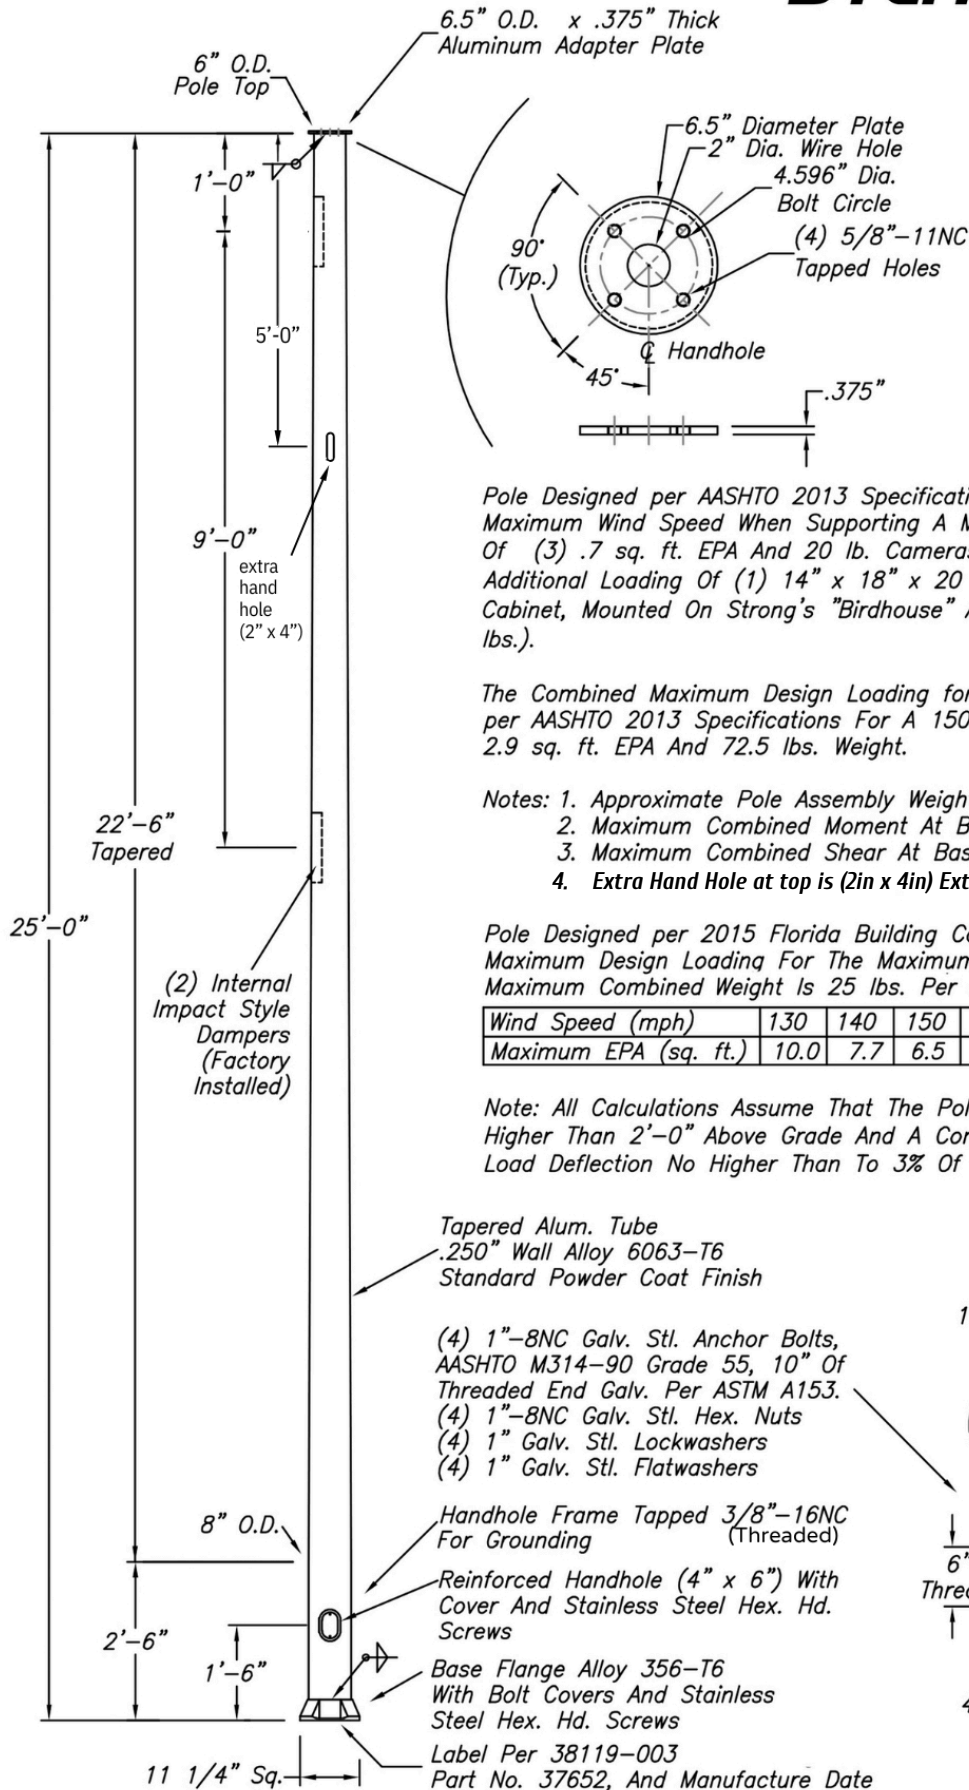 6.5" O.D. x .375" Thick
Aluminum Adapter Plate
6" O.D.
Pole Top
6.5" Diameter Plate
2" Dia. Wire Hole
4.596" Dia.
Bolt Circle
(4) 5/8"-11NC
Tapped Holes
90°
(Typ.)
45°
℄ Handhole
.375"
1'-0"
5'-0"
9'-0"
extra
hand
hole
(2" x 4")
Pole Designed per AASHTO 2013
Maximum Wind Speed When Supporting A
Of (3) .7 sq. ft. EPA And 20 lb.
Additional Loading Of (1) 14" x 18" x 20
Cabinet, Mounted On Strong's "Birdhouse"
lbs.).
The Combined Maximum Design Loading for
per AASHTO 2013 Specifications For A 150
2.9 sq. ft. EPA And 72.5 lbs. Weight.
Notes: 1. Approximate Pole Assembly
2. Maximum Combined Moment At
3. Maximum Combined Shear At
4. Extra Hand Hole at top is (2in x 4in)
22'-6"
Tapered
25'-0"
(2) Internal
Impact Style
Dampers
(Factory
Installed)
Pole Designed per 2015 Florida Building
Maximum Design Loading For The
Maximum Combined Weight Is 25 lbs. Per
Wind Speed (mph) 130 140 150
Maximum EPA (sq. ft.) 10.0 7.7 6.5
Note: All Calculations Assume That The
Higher Than 2'-0" Above Grade And A
Load Deflection No Higher Than To 3% Of
Tapered Alum. Tube
.250" Wall Alloy 6063-T6
Standard Powder Coat Finish
(4) 1"-8NC Galv. Stl. Anchor Bolts,
AASHTO M314-90 Grade 55, 10" Of
Threaded End Galv. Per ASTM A153.
(4) 1"-8NC Galv. Stl. Hex. Nuts
(4) 1" Galv. Stl. Lockwashers
(4) 1" Galv. Stl. Flatwashers
8" O.D.
Handhole Frame Tapped 3/8"-16NC
For Grounding (Threaded)
6"
Reinforced Handhole (4" x 6") With
Cover And Stainless Steel Hex. Hd.
Screws
2'-6"
1'-6"
Base Flange Alloy 356-T6
With Bolt Covers And Stainless
Steel Hex. Hd. Screws
Label Per 38119-003
Part No. 37652, And Manufacture Date
11 1/4" Sq.